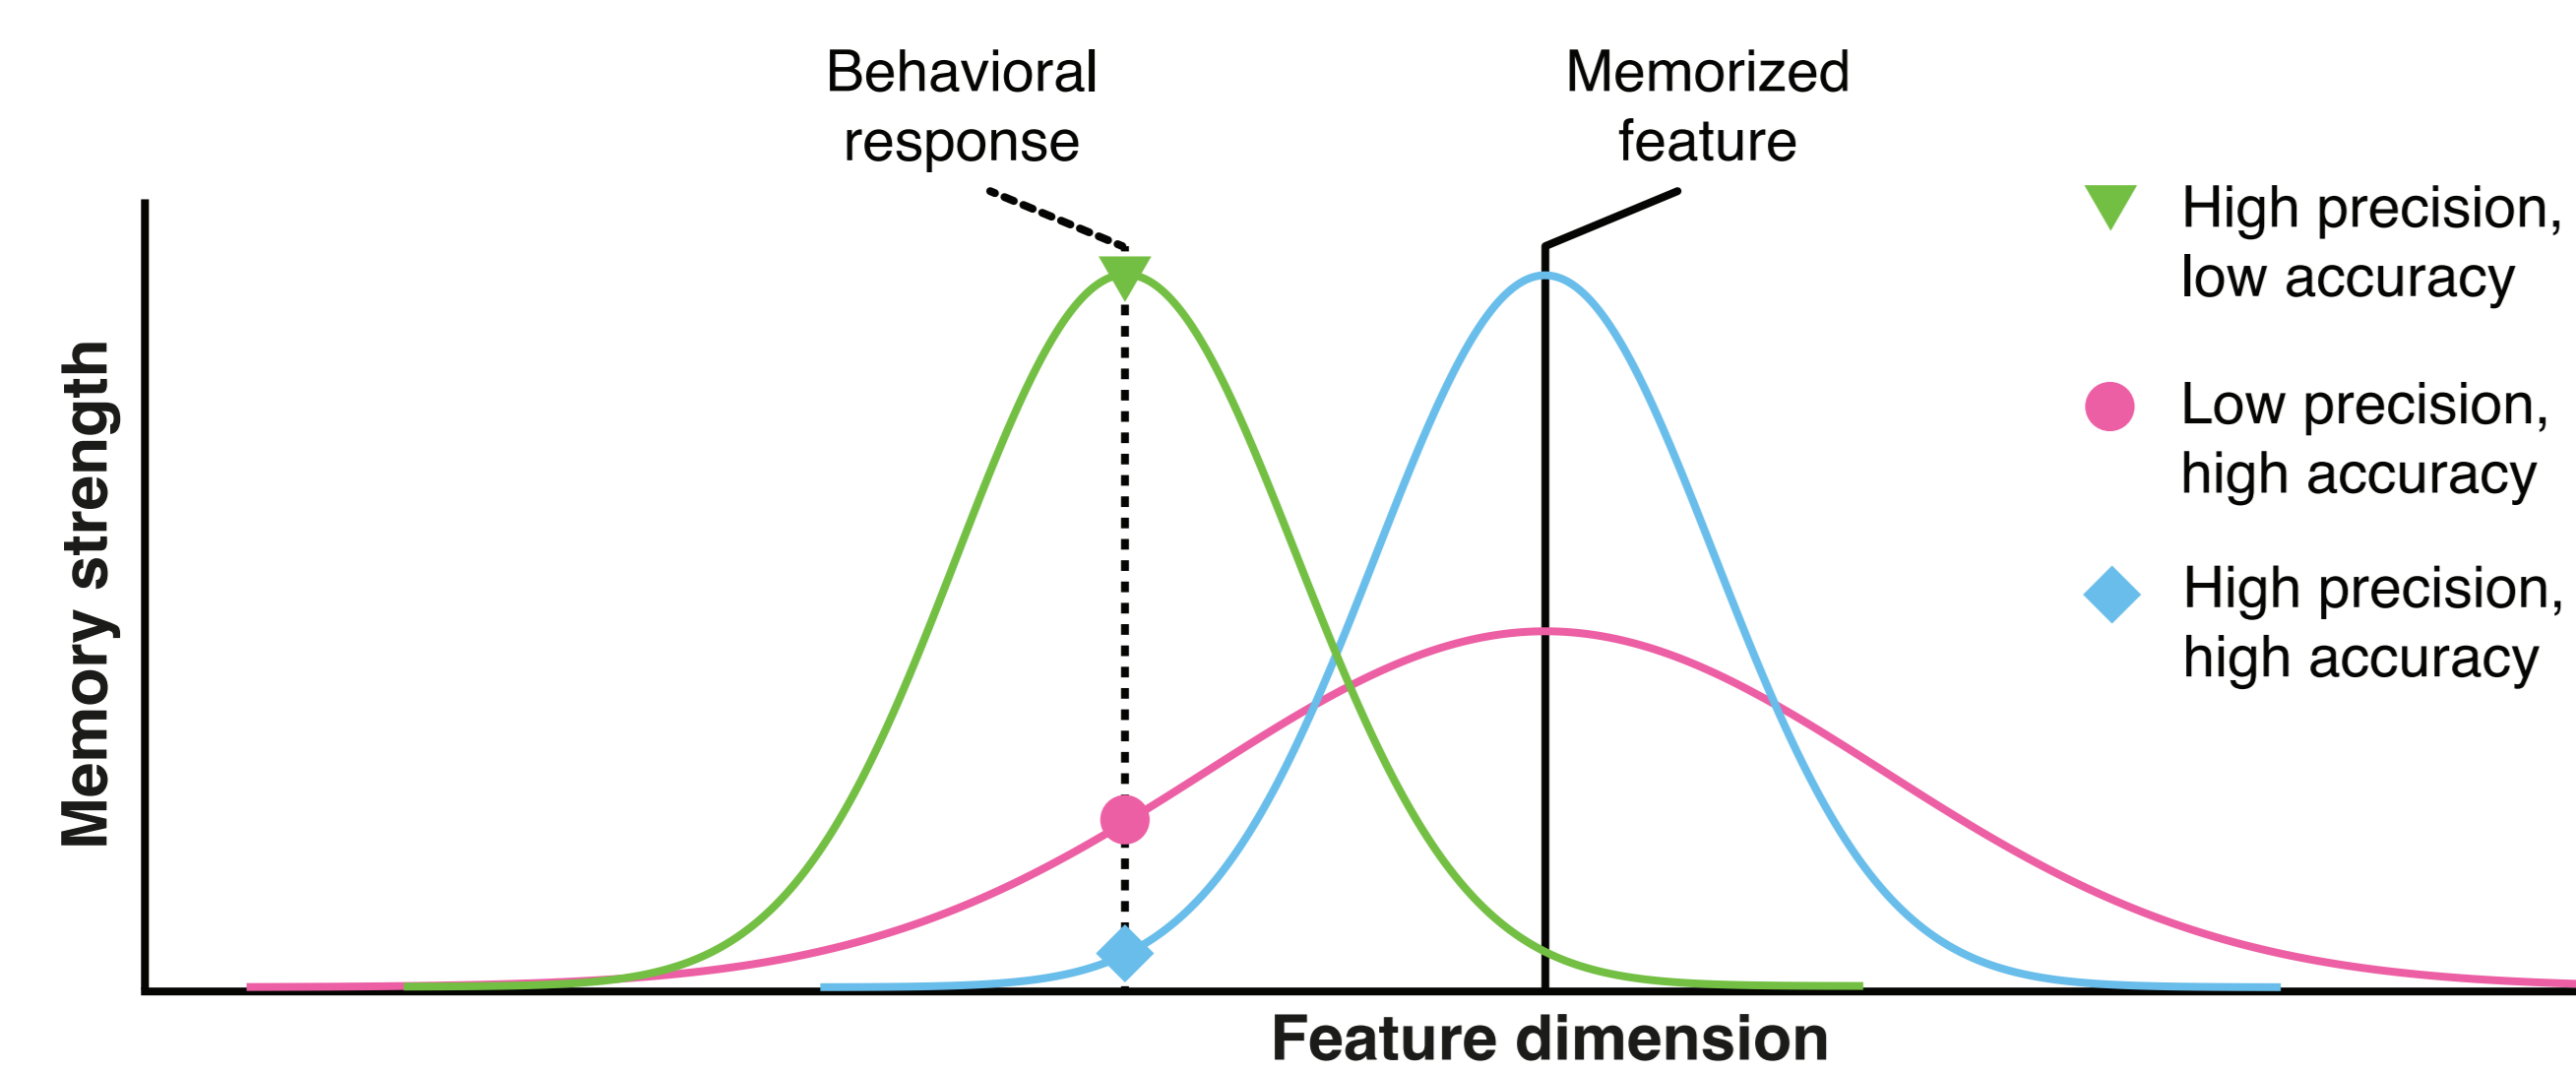 Behavioral
response
Memorized
feature
High precision,
low accuracy
Low precision,
high accuracy
High precision,
high accuracy
Memory strength
Feature dimension